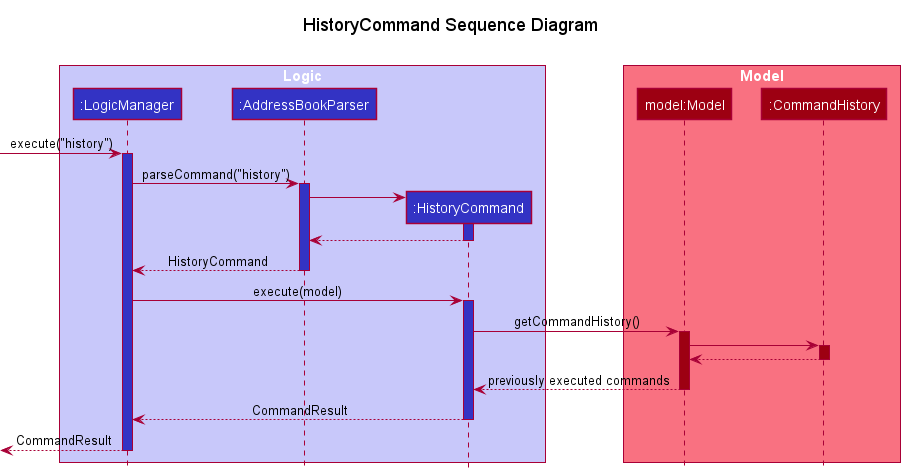 HistoryCommand Sequence Diagram
Logic
Model
:LogicManager
:AddressBookParser
model:Model
:CommandHistory
execute("history")
parseCommand("history")
:HistoryCommand
HistoryCommand
execute(model)
getCommandHistory()
previously executed commands
CommandResult
CommandResult